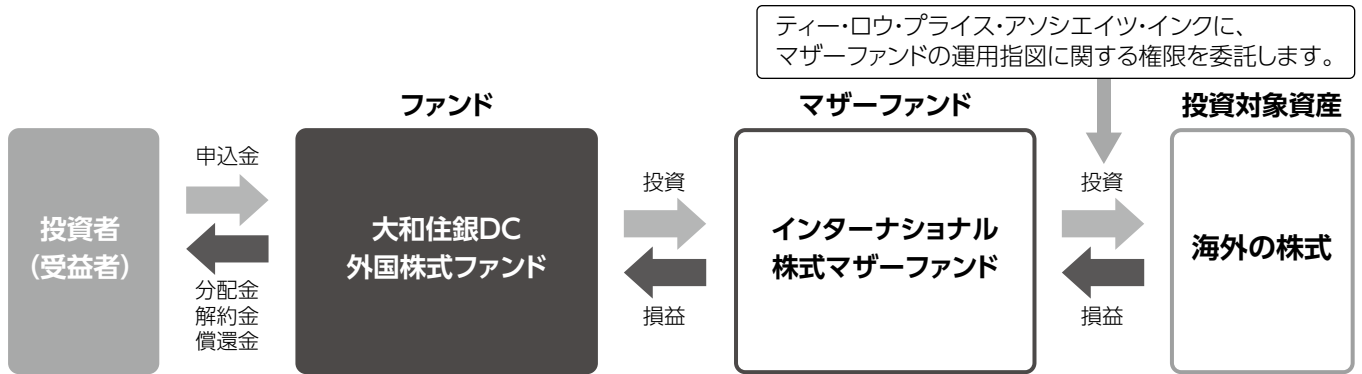 ティー・ロウ・プライス・アソシエイツ・インクに、
マザーファンドの運用指図に関する権限を委託します。
ファンド
マザーファンド
投資対象資産
投資者
(受益者)
申込金
分配金
解約金
償還金
大和住銀DC
外国株式ファンド
投資
損益
インターナショナル
株式マザーファンド
投資
損益
海外の株式